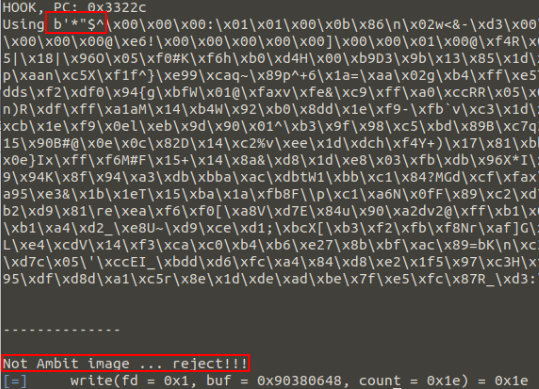 HOOK, PC: 0x3322c
Using b'*"$^\x00\x00\x00:\x01\x01\x00\x0b\x86\n\x02w<&-\xd3\x00
\x00\x00\x00@\xe6!\x00\x00\x00\x00]\x00\x00\x01\x00@\xf4R\x0
5|\x18|\x96O\x05\xf0#K\xf6h\xb0\xd4H\x00\xb9D3\x9b\x13\x85\x1d\x
p\xaan\xc5X\xf1f^}\xe99\xcaq~\x89p^+6\x1a=\xaa\x02g\xb4\xff\xe5
dds\xf2\xdf0\x94{g\xbfW\x01@\xfaxv\xfe&\xc9\xff\xa0\xccRR\x05\x0
n)R\xdf\xff\xa1aM\x14\xb4W\x92\xb0\x8dd\x1e\xf9-\xfb`v\xc3\x1d\x
xcb\x1e\xf9\x0el\xeb\x9d\x90\x01^\xb3\x9f\x98\xc5\xbd\x89B\xc7q
15\x90B#@\x0e\x0c\x82D\x14\xc2%v\xee\x1d\xdch\xf4Y+)\x17\x81\xb
x0e}Ix\xff\xf6M#F\x15+\x14\x8a&\xd8\x1d\xe8\x03\xfb\xdb\x96X*I\x
9\x94K\x8f\x94\xa3\xdb\xbba\xac\xdbtW1\xbb\xc1\x84?MGd\xcf\xfax
a95\xe3&\x1b\x1eT\x15\xba\x1a\xfb8F\\p\xc1\xa6N\x0fF\x89\xc2\xd
b2\xd9\x81\re\xea\xf6\xf0[\xa8V\xd7E\x84u\x90\xa2dv2@\xff\xb1\x0
\xb1\xa4\xd2_\xe8U~\xd9\xce\xd1;\xbcX[\xb3\xf2\xfb\xf8Nr\xaf]G\x
L\xe4\xcdV\x14\xf3\xca\xc0\xb4\xb6\xe27\x8b\xbf\xac\x89=bK\n\xc
\xd7c\x05\'\xccEI_\xbdd\xd6\xfc\xa4\x84\xd8\xe2\x1f5\x97\xc3H\x
95\xdf\xd8d\xa1\xc5r\x8e\x1d\xde\xad\xbe\x7f\xe5\xfc\x87R_\xd3:
--------------
Not Ambit image ... reject!!!
[=] write(fd = 0x1, buf = 0x90380648, count = 0x1e) = 0x1e